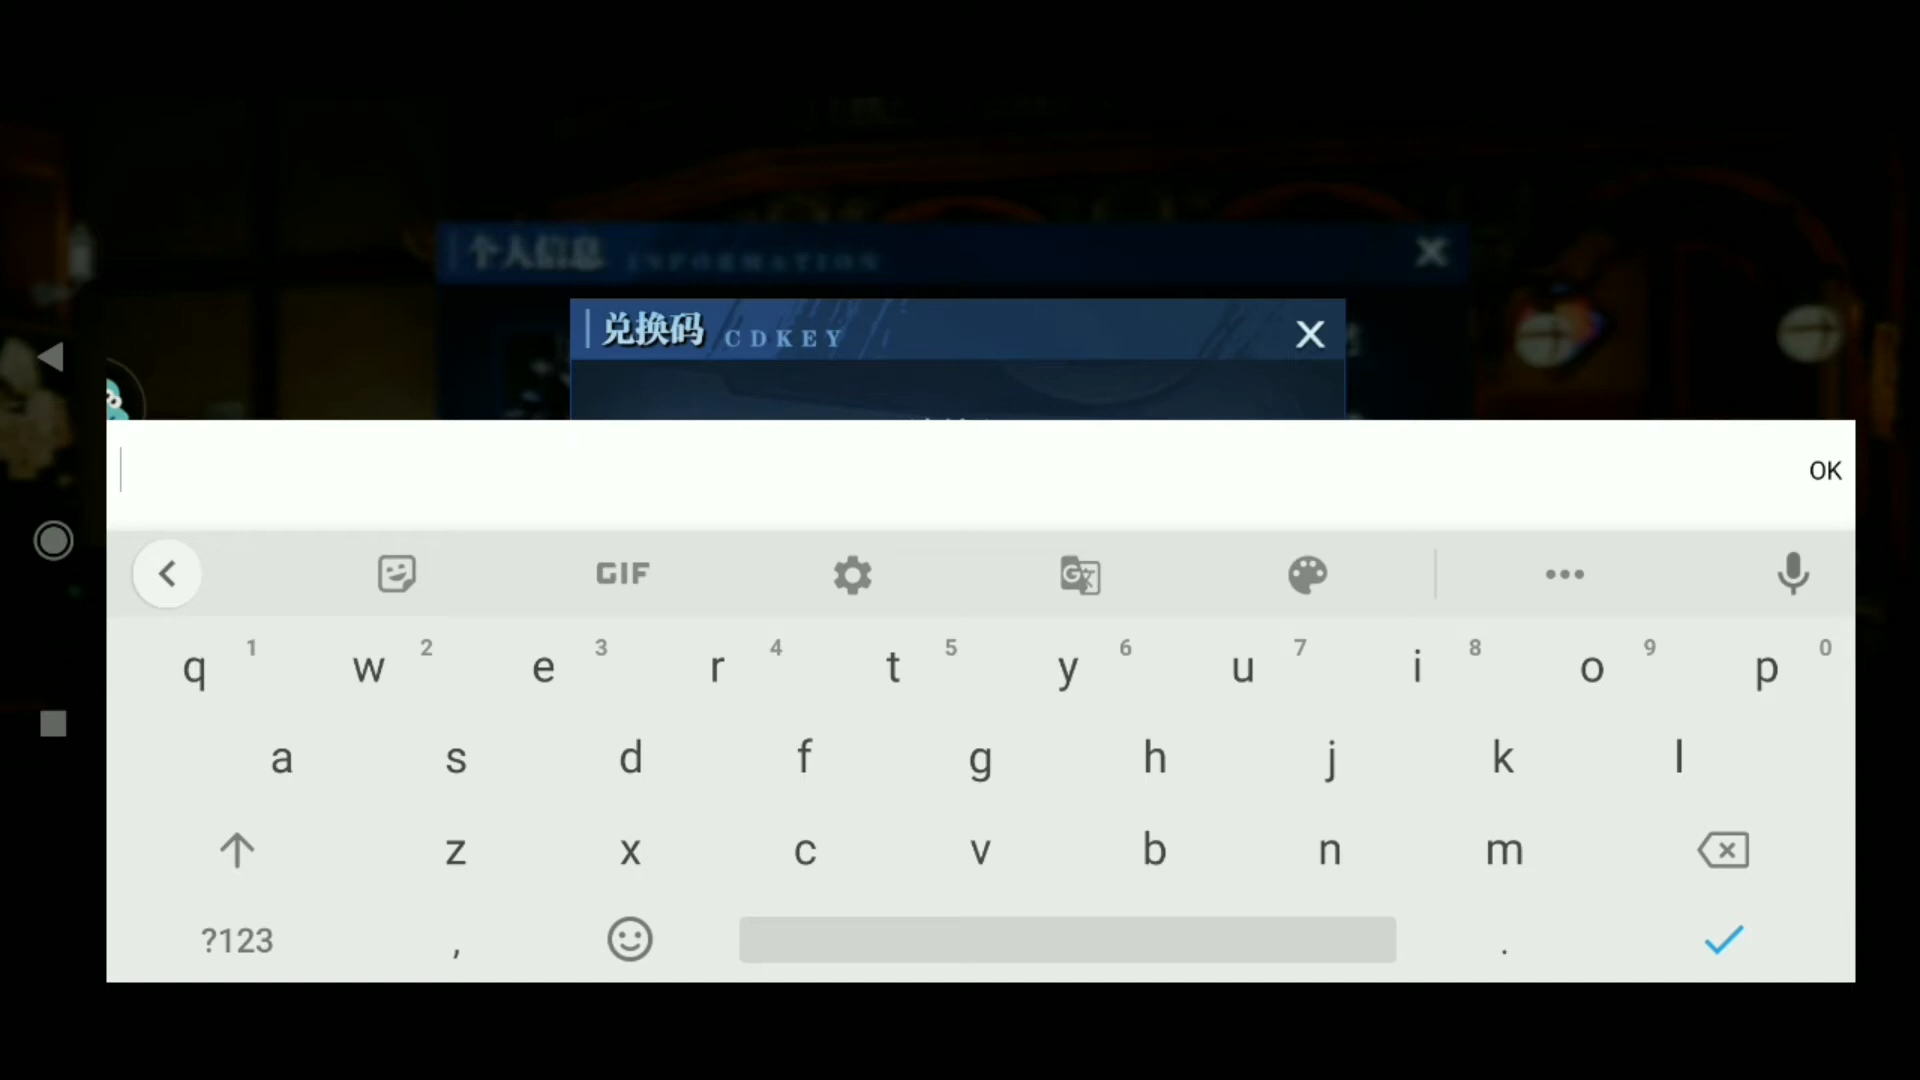 个人信息 INFORMATION
兑换码 CDKEY
OK
GIF
q 1 w 2 e 3 r 4 t 5 y 6 u 7 i 8 o 9 p 0
a s d f g h j k l
z x c v b n m
?123 , .